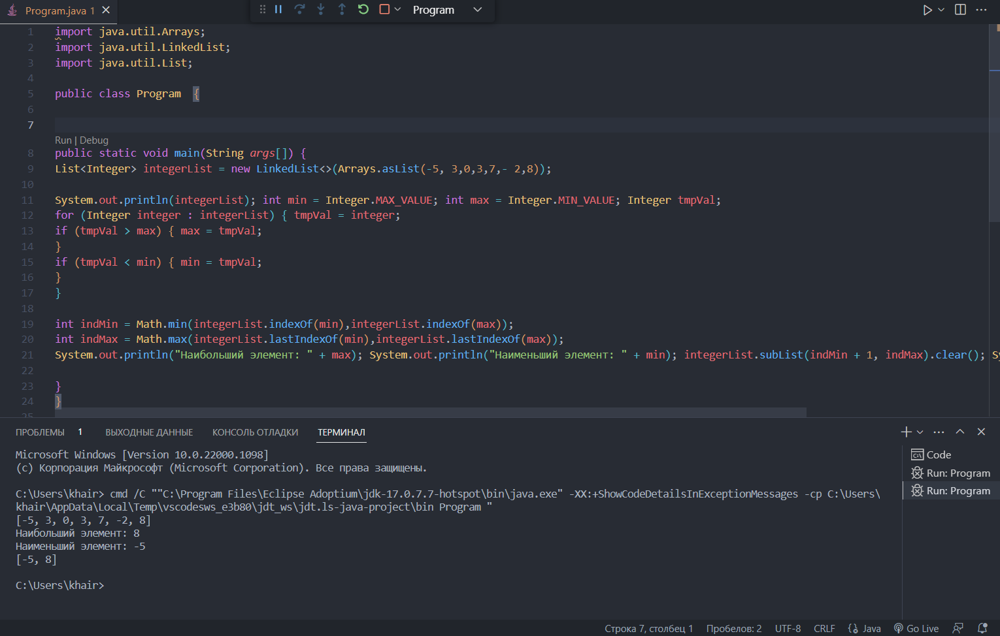 Program.java 1
Program
1 import java.util.Arrays;
2 import java.util.LinkedList;
3 import java.util.List;
4
5 public class Program  {
6
7
Run | Debug
8 public static void main(String args[]) {
9 List<Integer> integerList = new LinkedList<>(Arrays.asList(-5, 3,0,3,7,- 2,8));
10
11 System.out.println(integerList); int min = Integer.MAX_VALUE; int max = Integer.MIN_VALUE; Integer tmpVal;
12 for (Integer integer : integerList) { tmpVal = integer;
13 if (tmpVal > max) { max = tmpVal;
14 }
15 if (tmpVal < min) { min = tmpVal;
16 }
17 }
18
19 int indMin = Math.min(integerList.indexOf(min),integerList.indexOf(max));
20 int indMax = Math.max(integerList.lastIndexOf(min),integerList.lastIndexOf(max));
21 System.out.println("Наибольший элемент: " + max); System.out.println("Наименьший элемент: " + min); integerList.subList(indMin + 1, indMax).clear(); Sy
22
23 }
24 }
25
ПРОБЛЕМЫ 1 ВЫХОДНЫЕ ДАННЫЕ КОНСОЛЬ ОТЛАДКИ ТЕРМИНАЛ
Microsoft Windows [Version 10.0.22000.1098]
(c) Корпорация Майкрософт (Microsoft Corporation). Все права защищены.
C:\Users\khair> cmd /C ""C:\Program Files\Eclipse Adoptium\jdk-17.0.7.7-hotspot\bin\java.exe" -XX:+ShowCodeDetailsInExceptionMessages -cp C:\Users\
khair\AppData\Local\Temp\vscodesws_e3b80\jdt_ws\jdt.ls-java-project\bin Program "
[-5, 3, 0, 3, 7, -2, 8]
Наибольший элемент: 8
Наименьший элемент: -5
[-5, 8]
C:\Users\khair>
Code
Run: Program
Run: Program
Строка 7, столбец 1 Пробелов: 2 UTF-8 CRLF Java Go Live